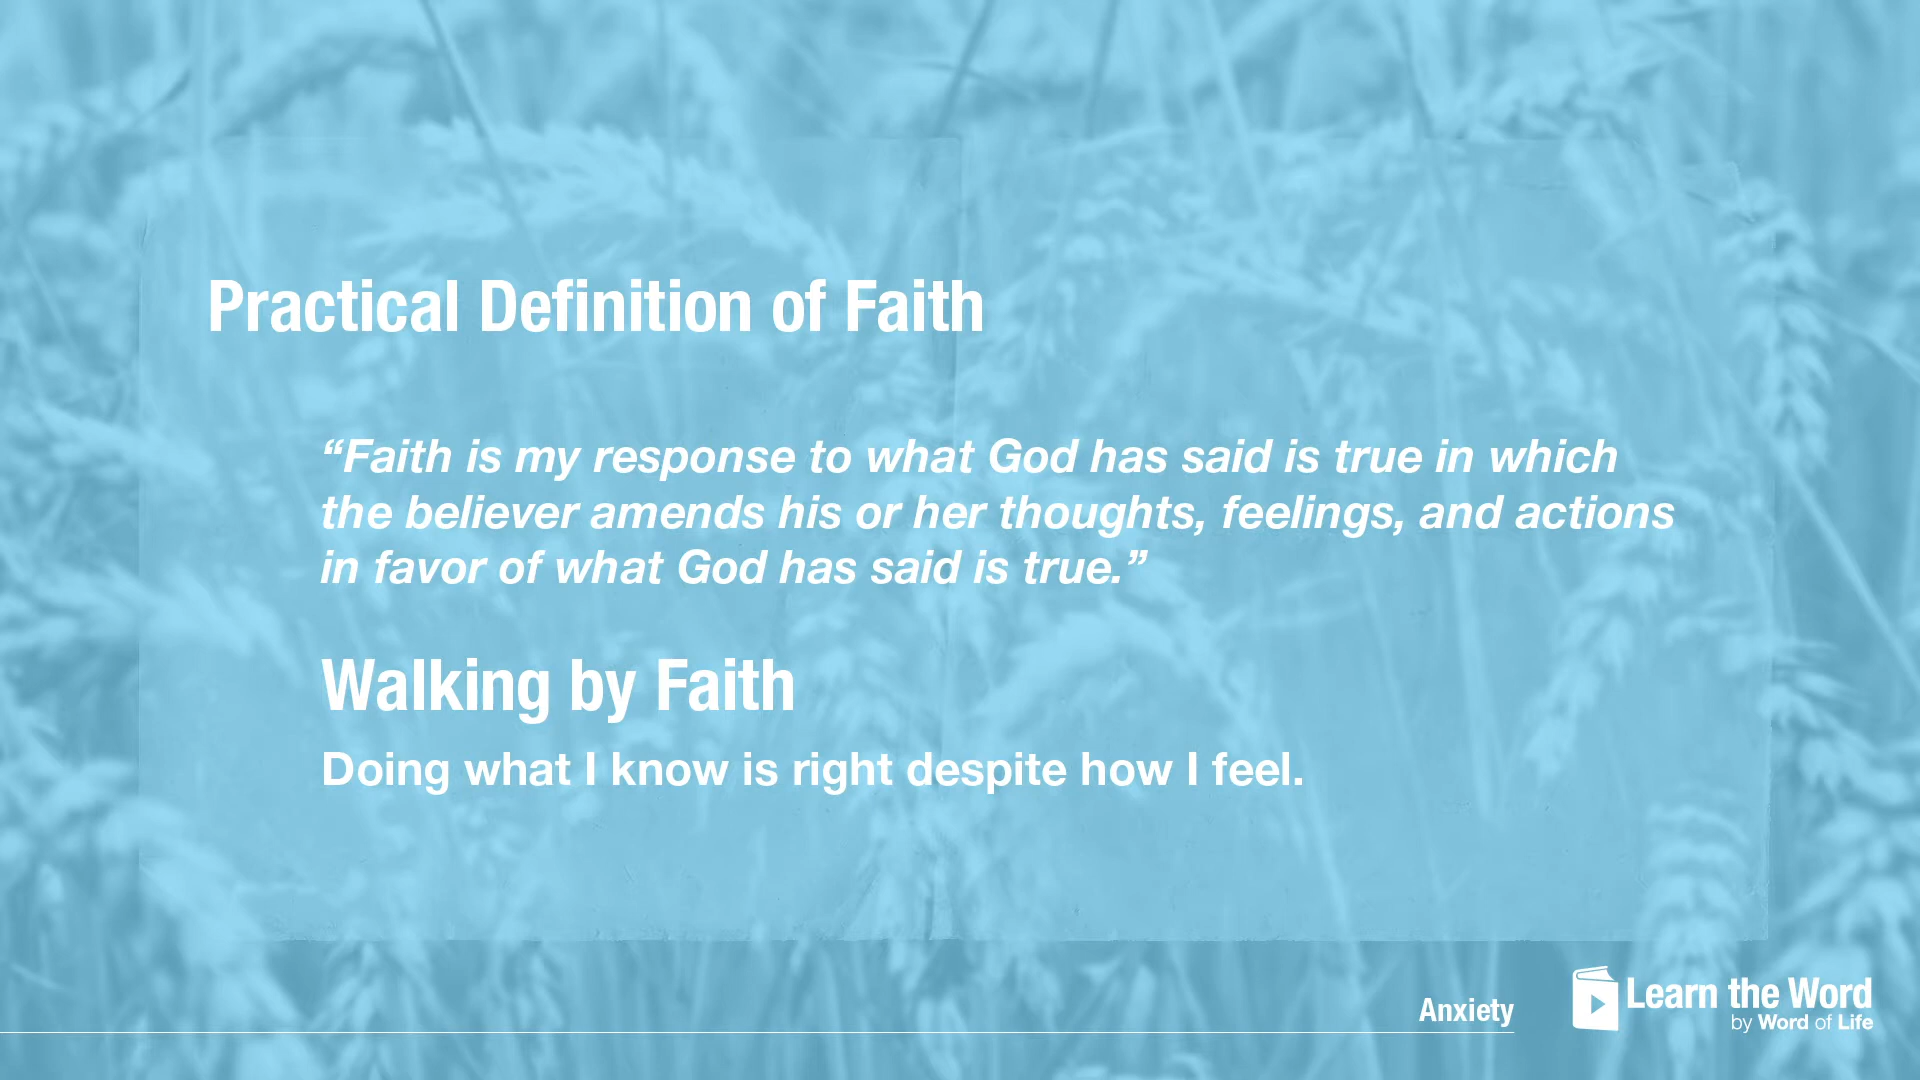 Practical Definition of Faith
“Faith is my response to what God has said is true in which
the believer amends his or her thoughts, feelings, and actions
in favor of what God has said is true.”
Walking by Faith
Doing what I know is right despite how I feel.
Anxiety
Learn the Word
by Word of Life